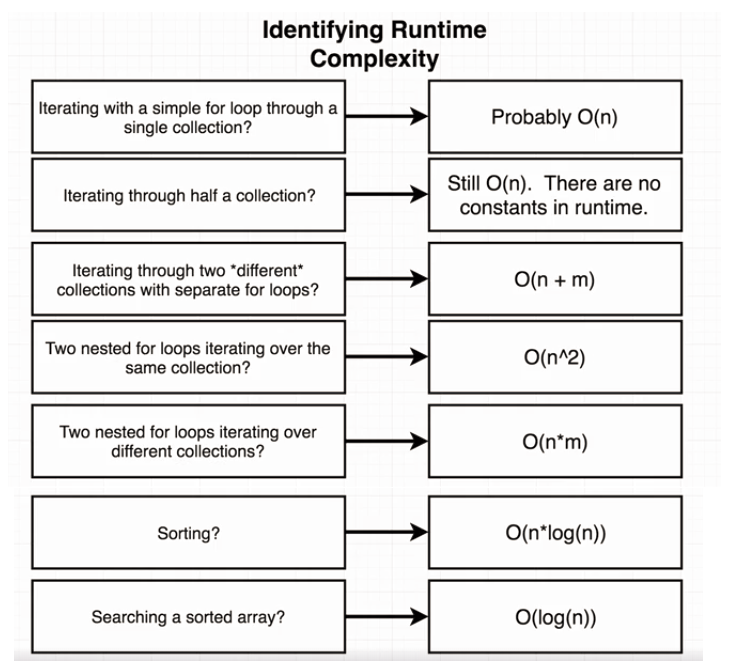 Identifying Runtime
Complexity
Iterating with a simple for loop through a
single collection?
Probably O(n)
Iterating through half a collection?
Still O(n).  There are no
constants in runtime.
Iterating through two *different*
collections with separate for loops?
O(n + m)
Two nested for loops iterating over the
same collection?
O(n^2)
Two nested for loops iterating over
different collections?
O(n*m)
Sorting?
O(n*log(n))
Searching a sorted array?
O(log(n))